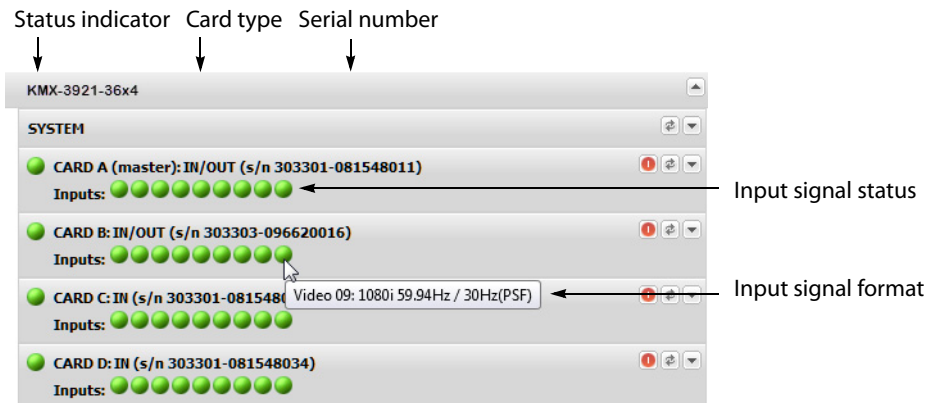 Status indicator Card type Serial number
KMX-3921-36x4
SYSTEM
CARD A (master): IN/OUT (s/n 303301-081548011)
Inputs:
Input signal status
CARD B: IN/OUT (s/n 303303-096620016)
Inputs:
CARD C: IN (s/n 303301-0815480
Video 09: 1080i 59.94Hz / 30Hz(PSF)
Input signal format
Inputs:
CARD D: IN (s/n 303301-081548034)
Inputs: